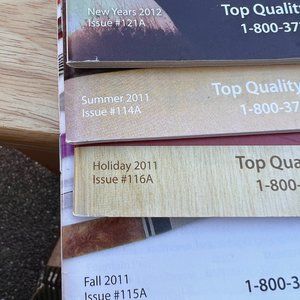 New Years 2012
Issue #121A
Top Quality
1-800-37
Summer 2011
Issue #114A
Top Quality
1-800-37
Holiday 2011
Issue #116A
Top Qua
1-800-
Fall 2011
Issue #115A
1-800-3